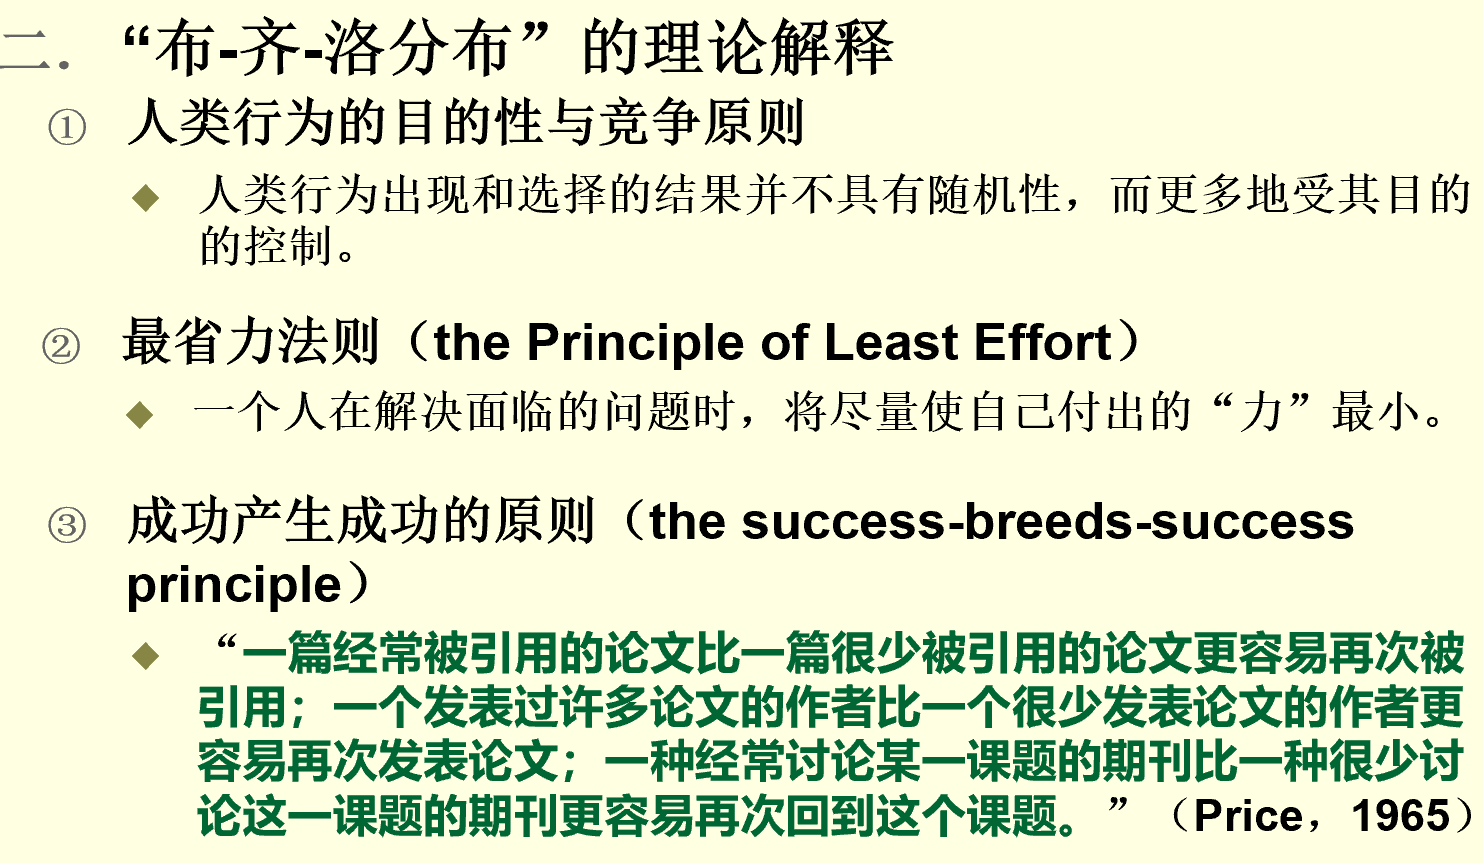 二. “布-齐-洛分布”的理论解释
① 人类行为的目的性与竞争原则
◆ 人类行为出现和选择的结果并不具有随机性，而更多地受其目的
的控制。
② 最省力法则（the Principle of Least Effort）
◆ 一个人在解决面临的问题时，将尽量使自己付出的“力”最小。
③ 成功产生成功的原则（the success-breeds-success
principle）
◆ “一篇经常被引用的论文比一篇很少被引用的论文更容易再次被
引用；一个发表过许多论文的作者比一个很少发表论文的作者更
容易再次发表论文；一种经常讨论某一课题的期刊比一种很少讨
论这一课题的期刊更容易再次回到这个课题。”（Price，1965）